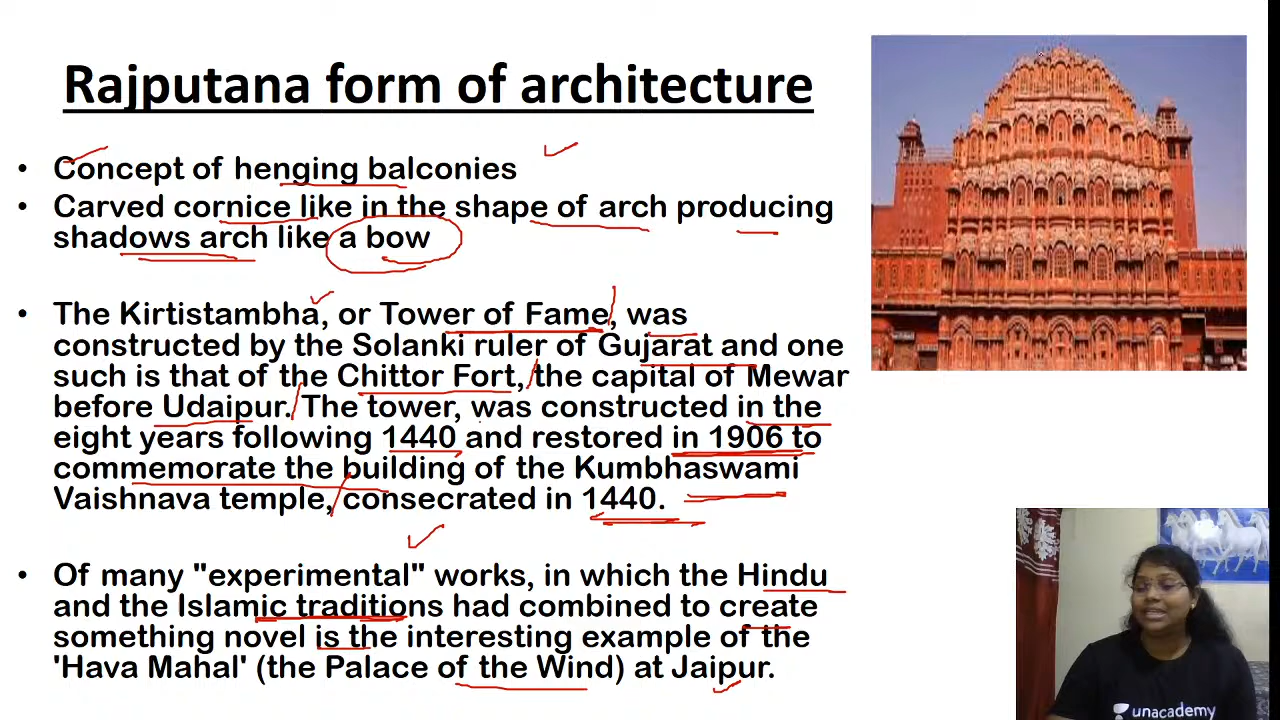 Rajputana form of architecture
• Concept of henging balconies
• Carved cornice like in the shape of arch producing
shadows arch like a bow
• The Kirtistambha, or Tower of Fame, was
constructed by the Solanki ruler of Gujarat and one
such is that of the Chittor Fort, the capital of Mewar
before Udaipur. The tower, was constructed in the
eight years following 1440 and restored in 1906 to
commemorate the building of the Kumbhaswami
Vaishnava temple, consecrated in 1440.
• Of many "experimental" works, in which the Hindu
and the Islamic traditions had combined to create
something novel is the interesting example of the
'Hava Mahal' (the Palace of the Wind) at Jaipur.
unacademy